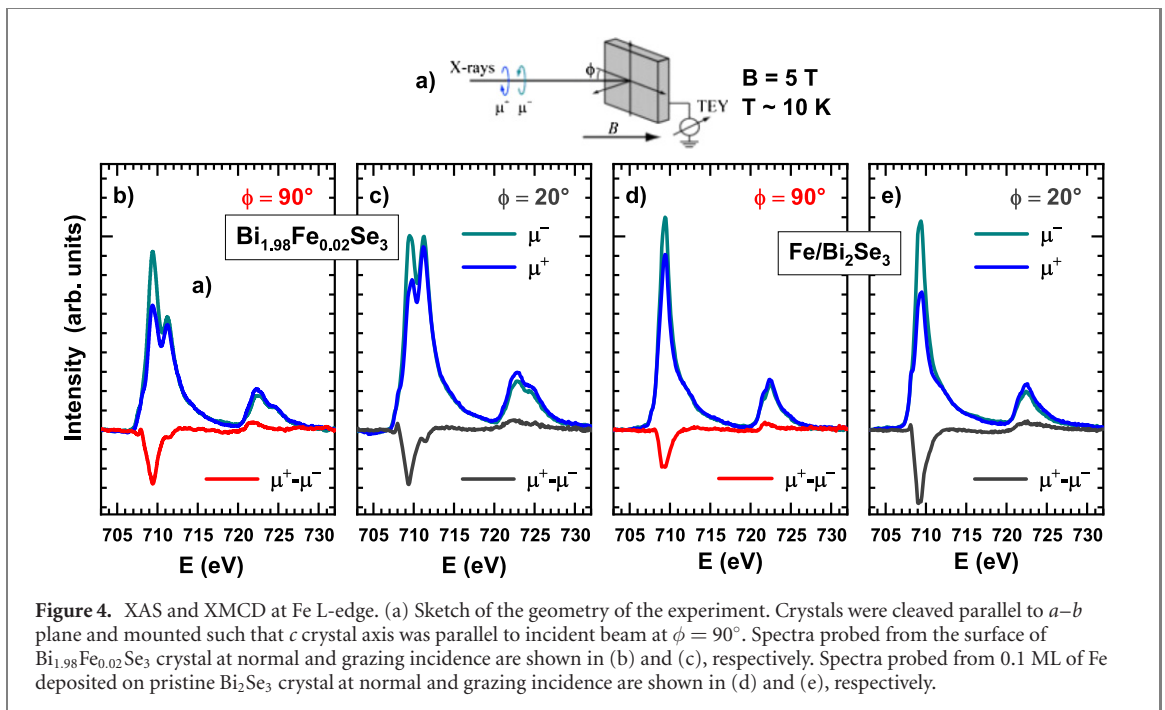 a)
X-rays
ϕ
μ⁻ μ⁻
B
TEY
B = 5 T
T ~ 10 K
b)
ϕ = 90°
c)
ϕ = 20°
d)
ϕ = 90°
e)
ϕ = 20°
Bi₁.₉₈Fe₀.₀₂Se₃
Fe/Bi₂Se₃
a)
μ⁻
μ⁺
μ⁻
μ⁺
Intensity (arb. units)
μ⁺-μ⁻
μ⁺-μ⁻
μ⁺-μ⁻
μ⁺-μ⁻
705 710 715 720 725 730
705 710 715 720 725 730
705 710 715 720 725 730
705 710 715 720 725 730
E (eV)
E (eV)
E (eV)
E (eV)
Figure 4. XAS and XMCD at Fe L-edge. (a) Sketch of the geometry of the experiment. Crystals were cleaved parallel to a–b
plane and mounted such that c crystal axis was parallel to incident beam at ϕ = 90°. Spectra probed from the surface of
Bi₁.₉₈Fe₀.₀₂Se₃ crystal at normal and grazing incidence are shown in (b) and (c), respectively. Spectra probed from 0.1 ML of Fe
deposited on pristine Bi₂Se₃ crystal at normal and grazing incidence are shown in (d) and (e), respectively.